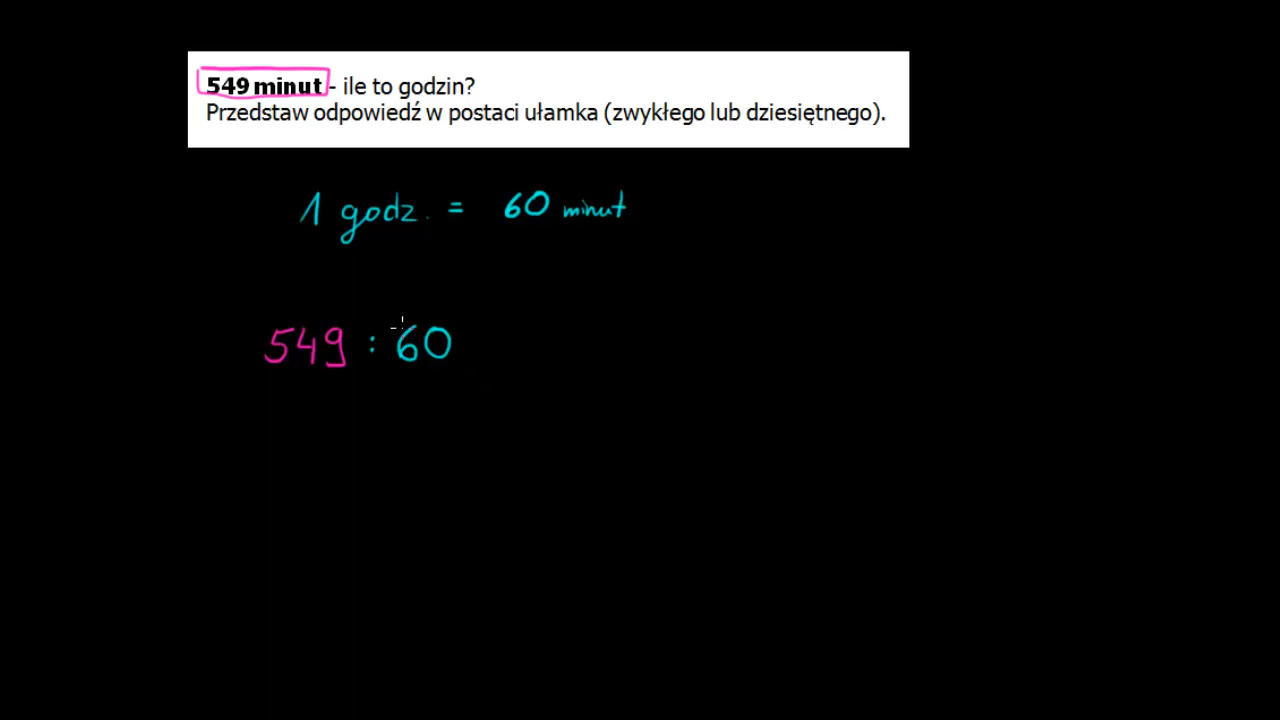 549 minut - ile to godzin?
Przedstaw odpowiedź w postaci ułamka (zwykłego lub dziesiętnego).
1 godz. = 60 minut
549 : 60